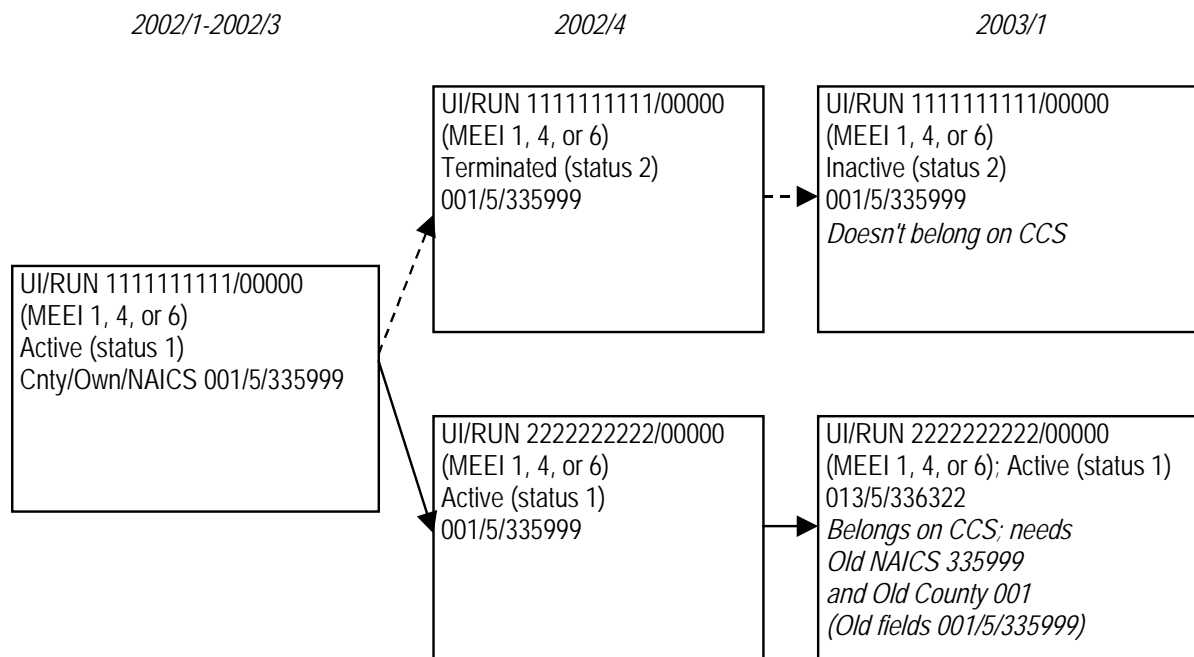 2002/1-2002/3
2002/4
2003/1
UI/RUN 1111111111/00000
(MEEI 1, 4, or 6)
Active (status 1)
Cnty/Own/NAICS 001/5/335999
UI/RUN 1111111111/00000
(MEEI 1, 4, or 6)
Terminated (status 2)
001/5/335999
UI/RUN 1111111111/00000
(MEEI 1, 4, or 6)
Inactive (status 2)
001/5/335999
Doesn't belong on CCS
UI/RUN 2222222222/00000
(MEEI 1, 4, or 6)
Active (status 1)
001/5/335999
UI/RUN 2222222222/00000
(MEEI 1, 4, or 6); Active (status 1)
013/5/336322
Belongs on CCS; needs
Old NAICS 335999
and Old County 001
(Old fields 001/5/335999)